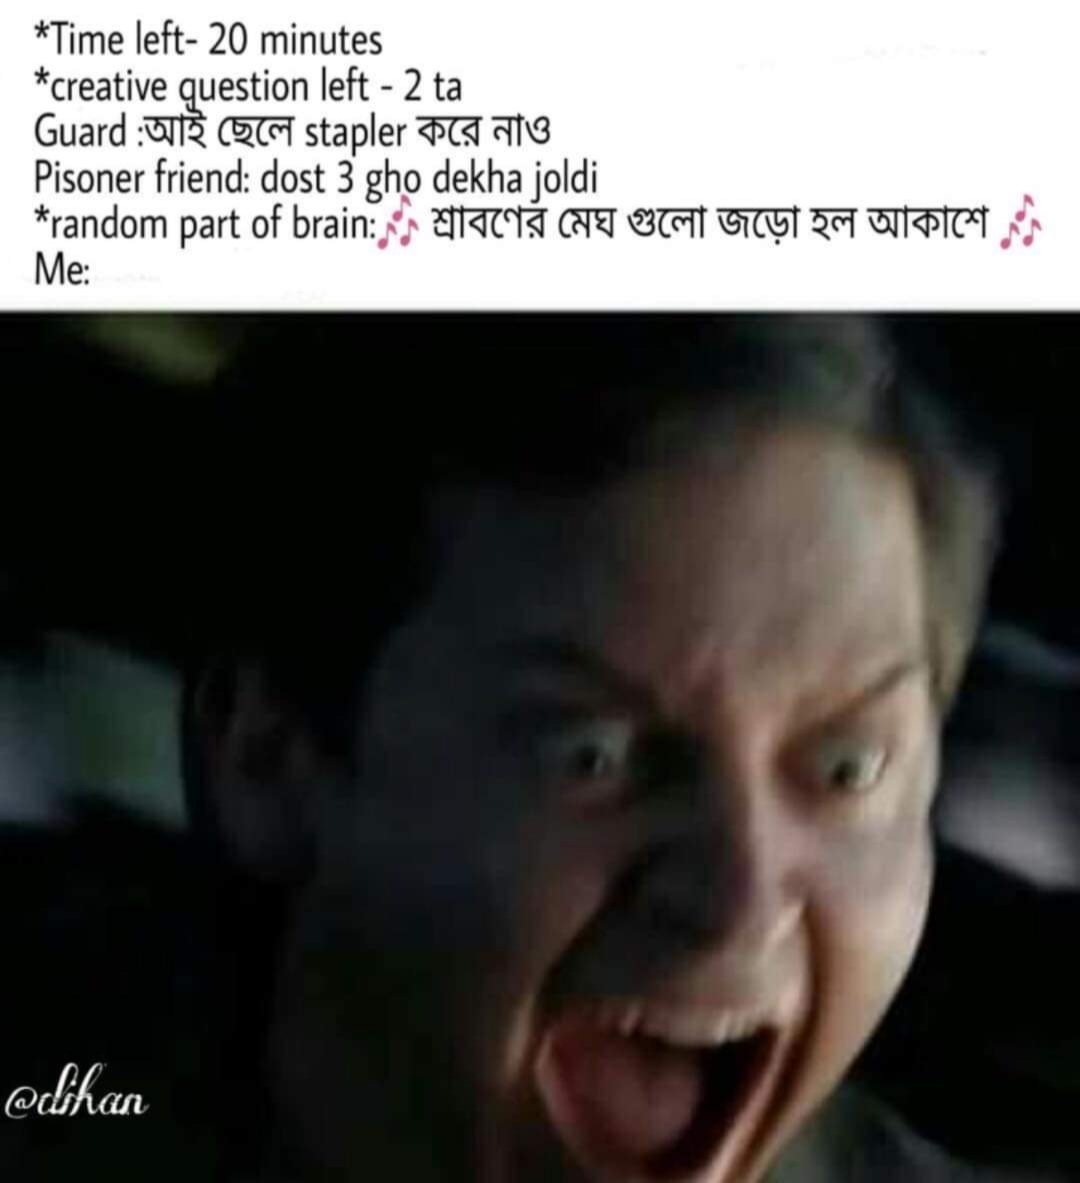 *Time left- 20 minutes
*creative question left - 2 ta
Guard :আই ছেলে stapler করে নাও
Pisoner friend: dost 3 gho dekha joldi
*random part of brain:🎶 শ্রাবণের মেঘ গুলো জড়ো হল আকাশে 🎶
Me:
@dihan